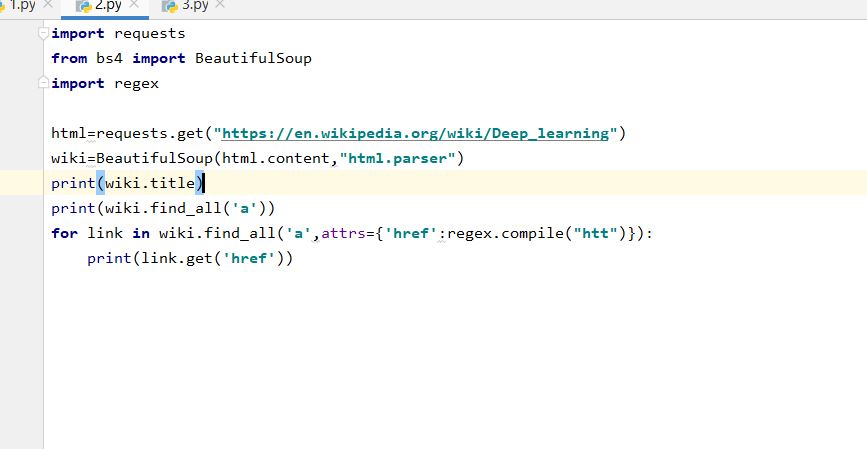 1.py 2.py 3.py
import requests
from bs4 import BeautifulSoup
import regex
html=requests.get("https://en.wikipedia.org/wiki/Deep_learning")
wiki=BeautifulSoup(html.content,"html.parser")
print(wiki.title)
print(wiki.find_all('a'))
for link in wiki.find_all('a',attrs={'href':regex.compile("htt")}):
    print(link.get('href'))